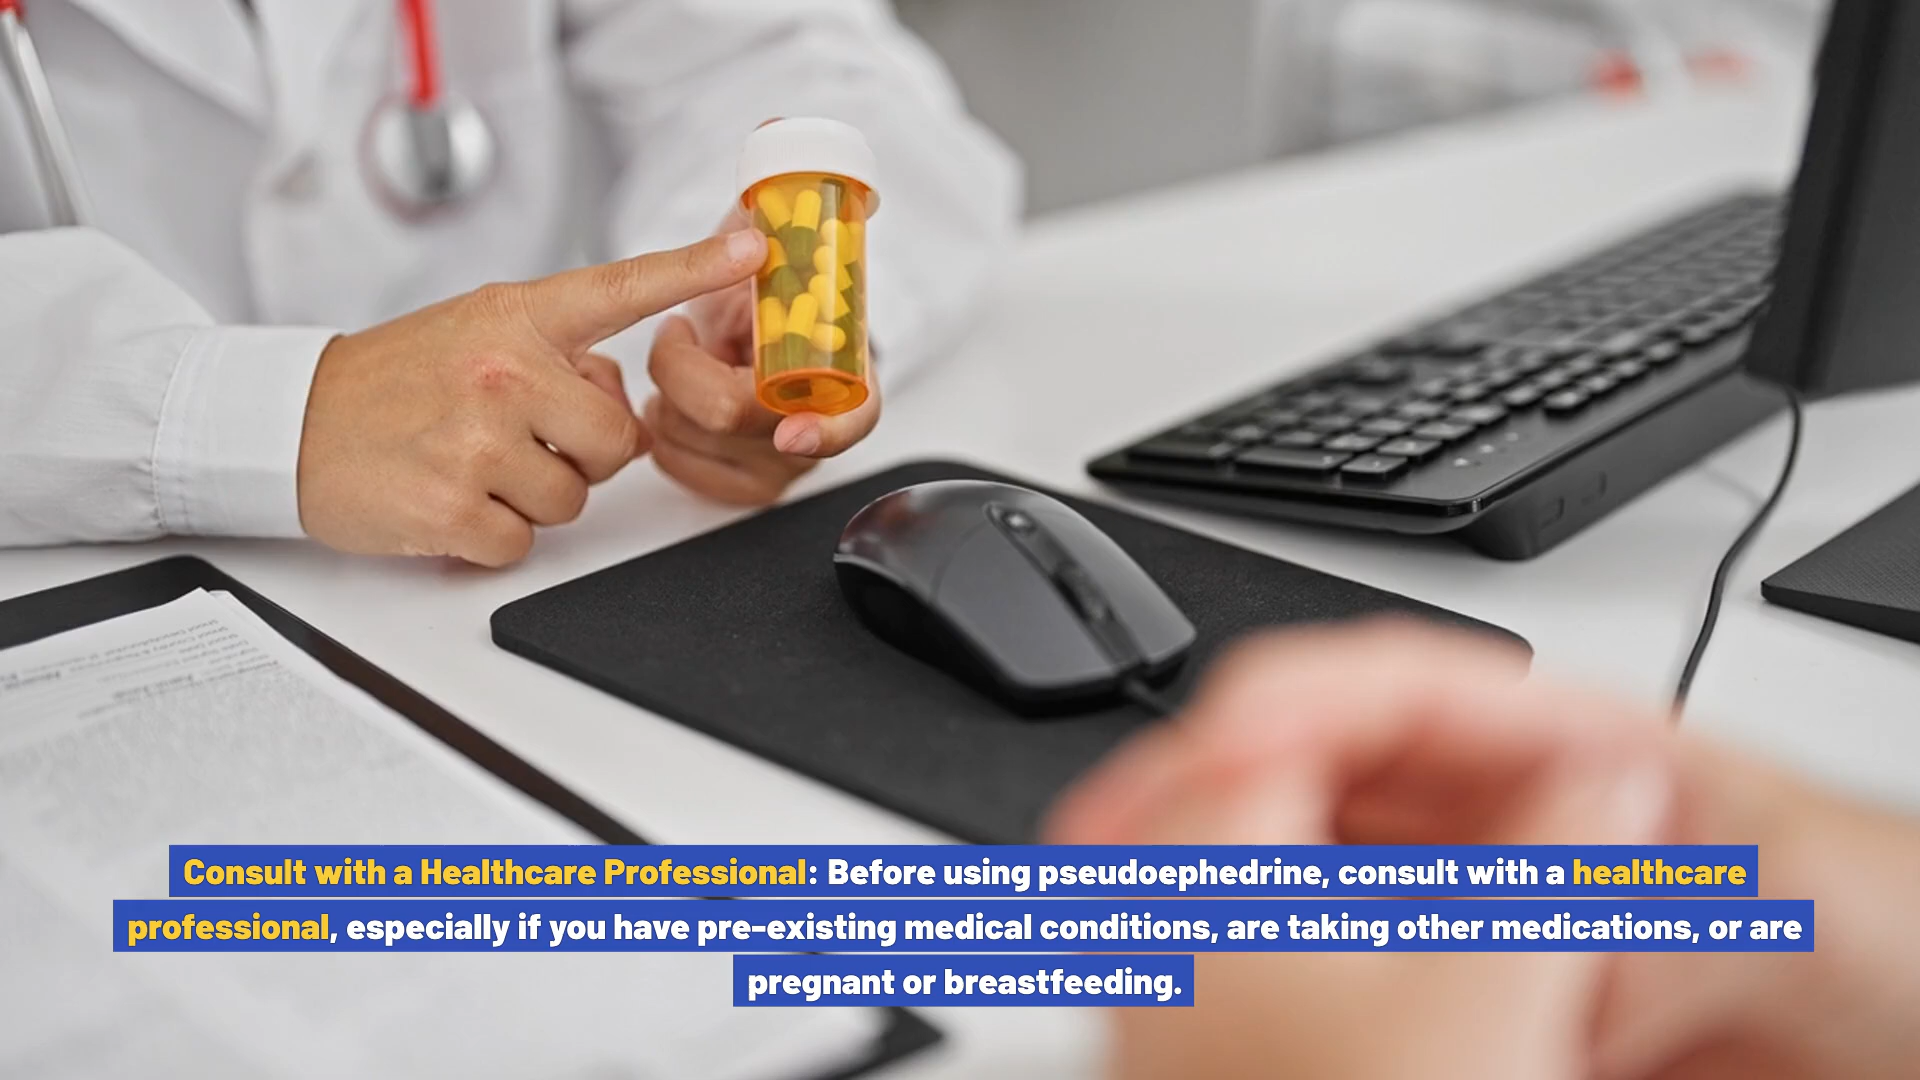 Consult with a Healthcare Professional: Before using pseudoephedrine, consult with a healthcare
professional, especially if you have pre-existing medical conditions, are taking other medications, or are
pregnant or breastfeeding.